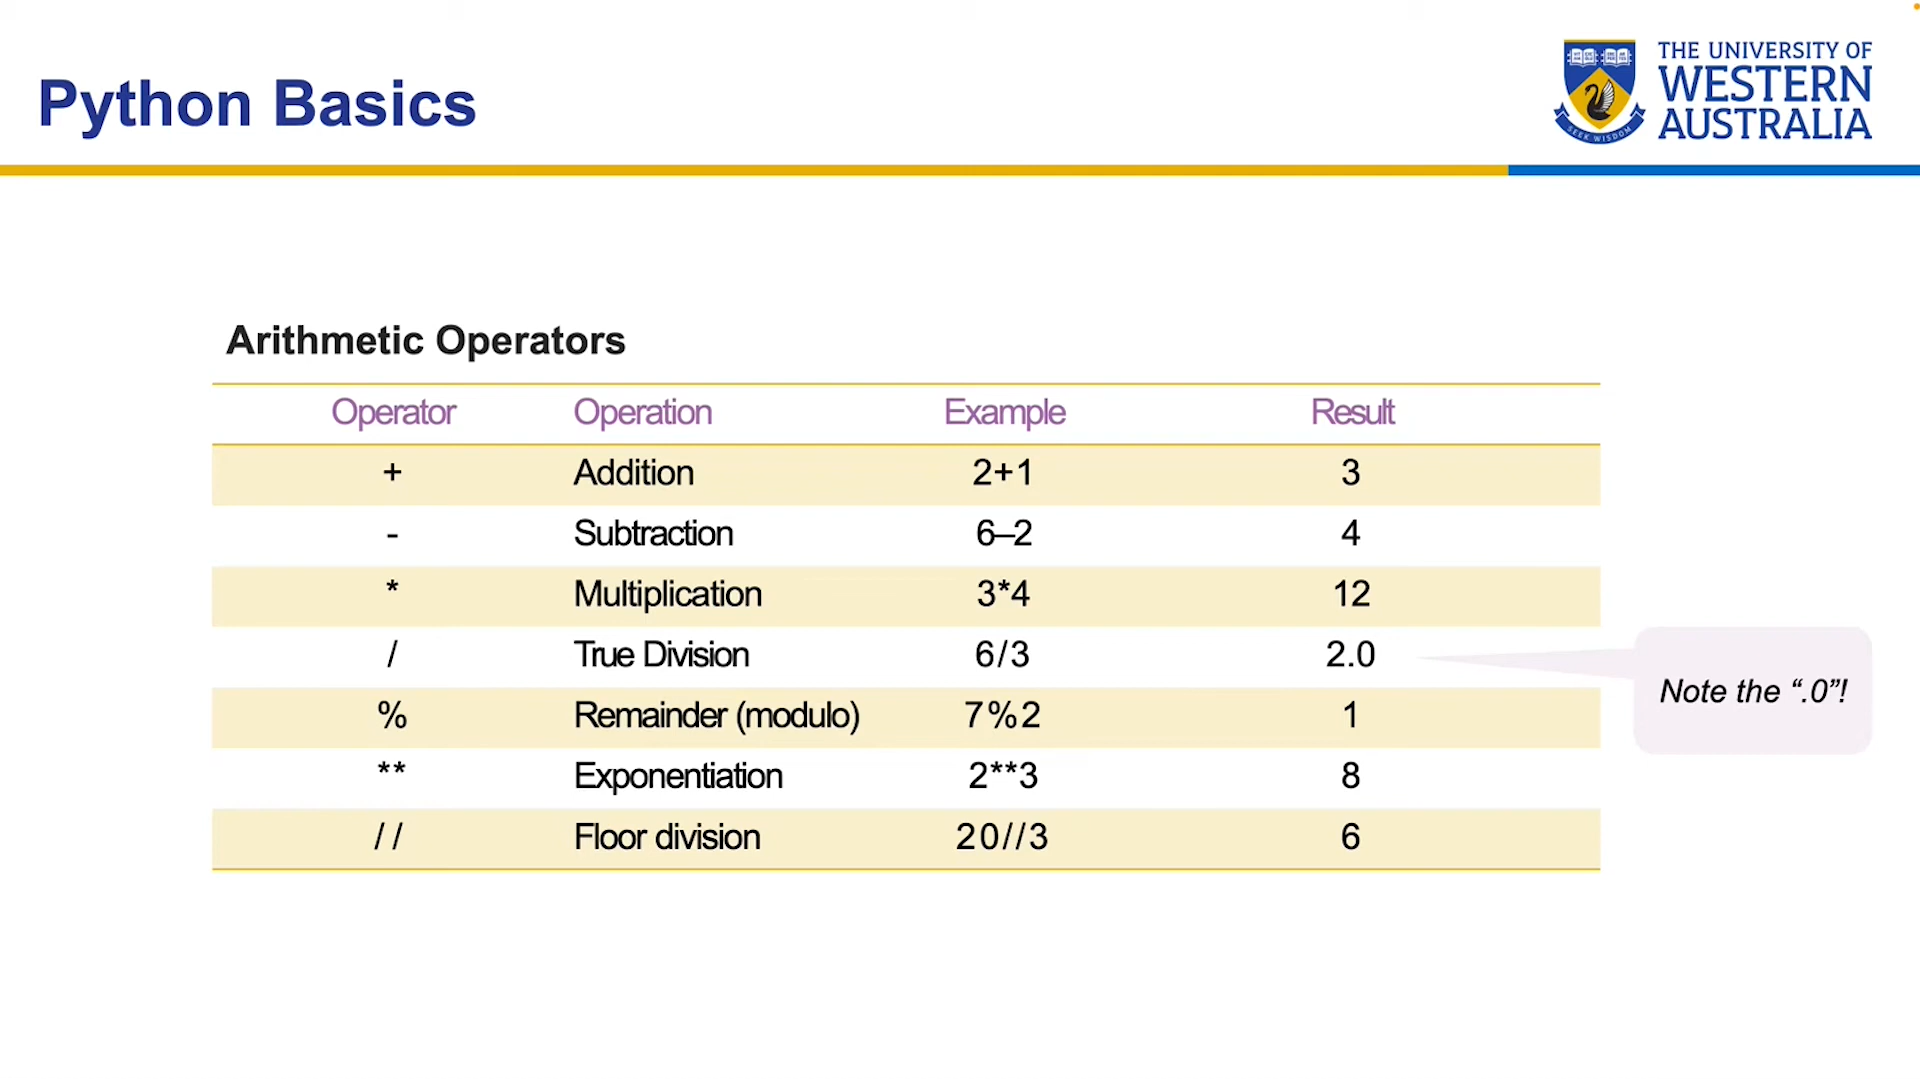 Python Basics
THE UNIVERSITY OF
WESTERN
AUSTRALIA
SEEK WISDOM
Arithmetic Operators
Operator Operation Example Result
+ Addition 2+1 3
- Subtraction 6–2 4
* Multiplication 3*4 12
/ True Division 6/3 2.0
Note the “.0”!
% Remainder (modulo) 7%2 1
** Exponentiation 2**3 8
// Floor division 20//3 6